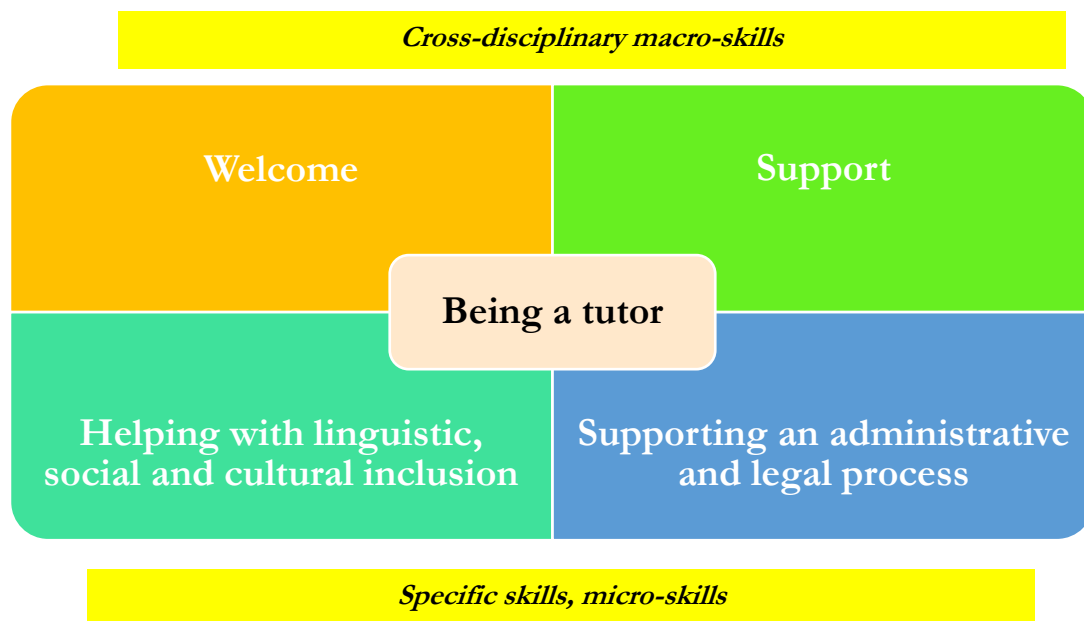 Cross-disciplinary macro-skills
Welcome
Support
Being a tutor
Helping with linguistic,
social and cultural inclusion
Supporting an administrative
and legal process
Specific skills, micro-skills